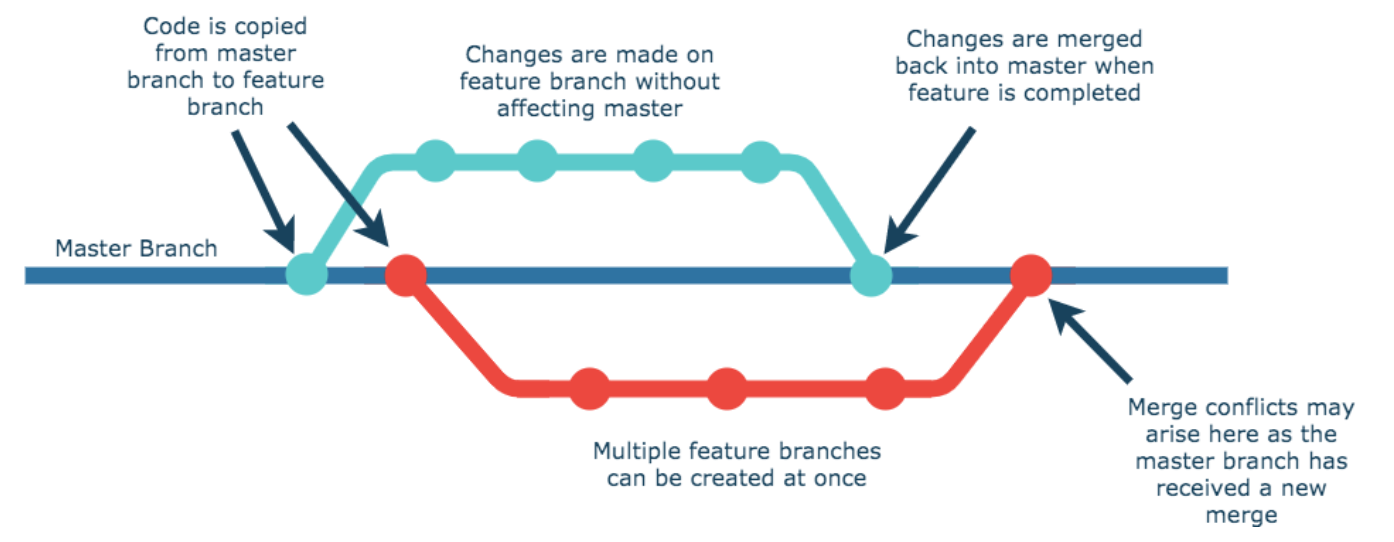 Code is copied
from master
branch to feature
branch
Changes are made on
feature branch without
affecting master
Changes are merged
back into master when
feature is completed
Master Branch
Multiple feature branches
can be created at once
Merge conflicts may
arise here as the
master branch has
received a new
merge